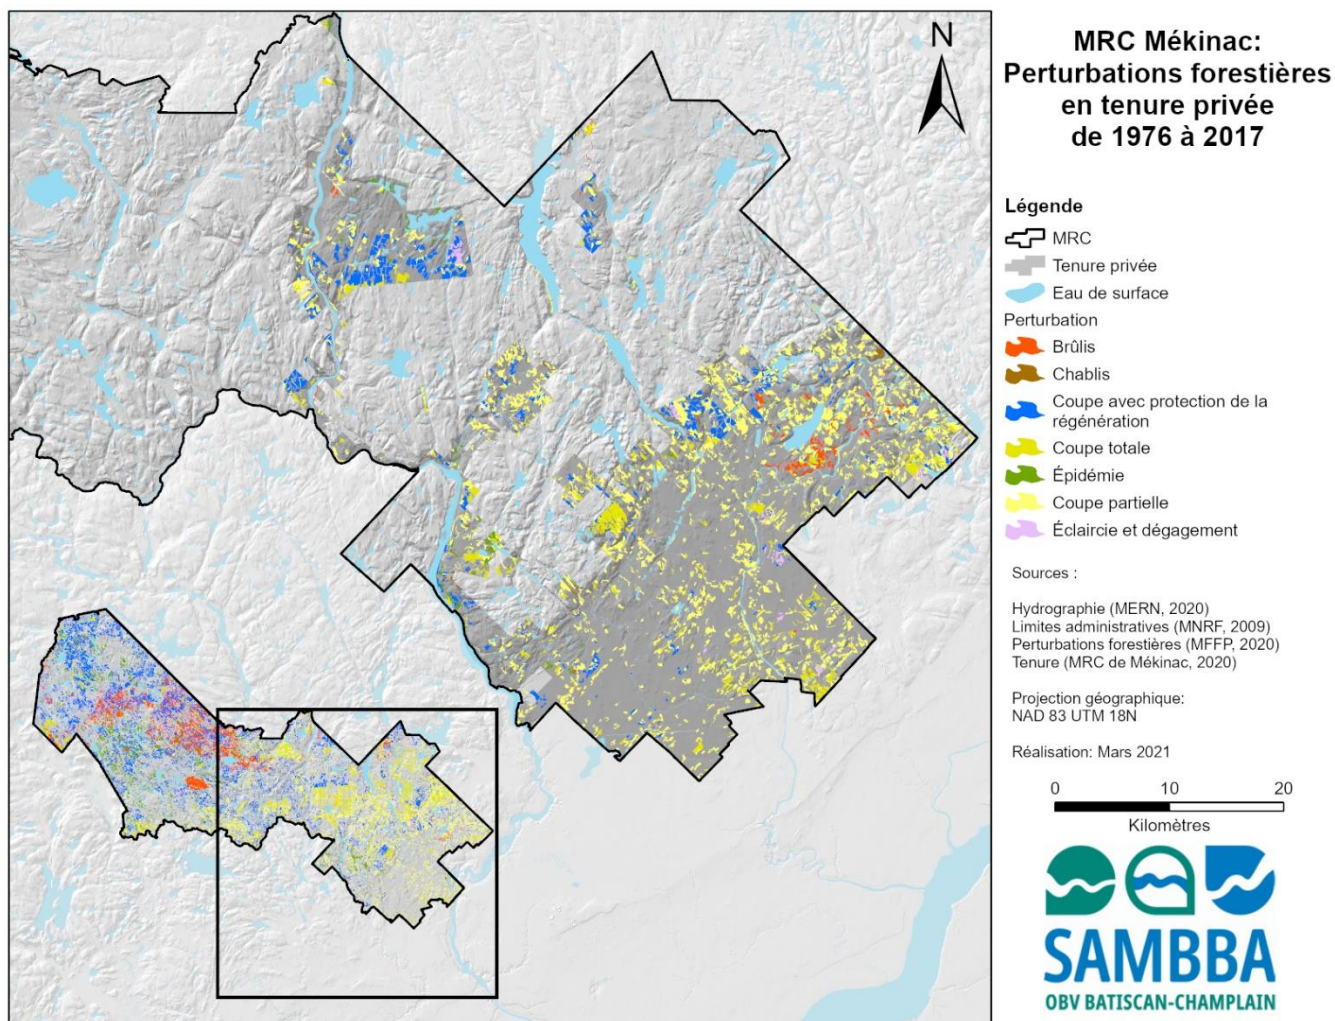 N
MRC Mékinac:
Perturbations forestières
en tenure privée
de 1976 à 2017
Légende
MRC
Tenure privée
Eau de surface
Perturbation
Brûlis
Chablis
Coupe avec protection de la
régénération
Coupe totale
Épidémie
Coupe partielle
Éclaircie et dégagement
Sources :
Hydrographie (MERN, 2020)
Limites administratives (MNRF, 2009)
Perturbations forestières (MFFP, 2020)
Tenure (MRC de Mékinac, 2020)
Projection géographique:
NAD 83 UTM 18N
Réalisation: Mars 2021
0 10 20
Kilomètres
SAMBBA
OBV BATISCAN-CHAMPLAIN